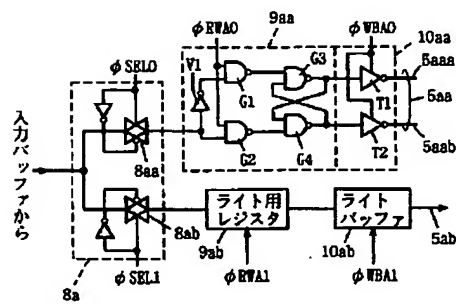 φRWA0
9aa
φWBA0
10aa
φSEL0
V1
G1
G3
T1
5aaa
5aa
入力バッファから
8aa
G2
G4
T2
5aab
8ab
ライト用
レジスタ
ライト
バッファ
5ab
9ab
10ab
8a
φSEL1
φRWA1
φWBA1